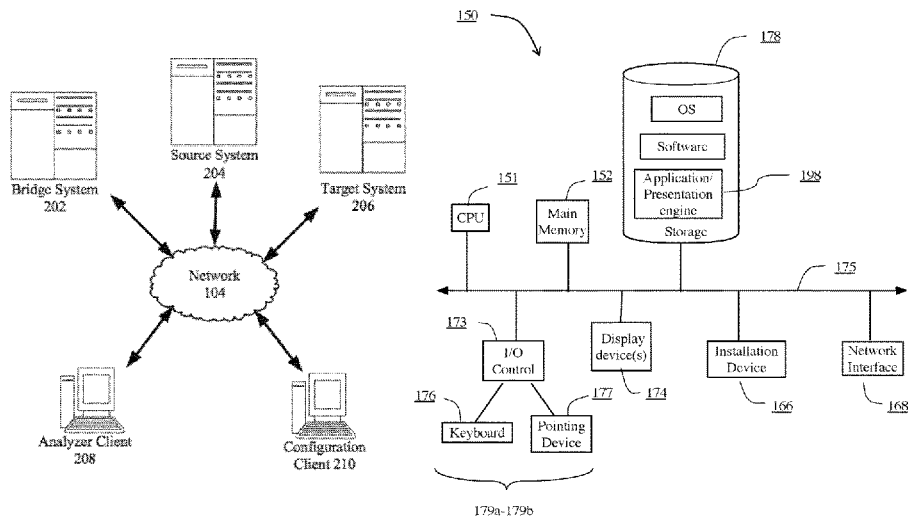 Bridge System
202
Source System
204
Target System
206
Network
104
Analyzer Client
208
Configuration
Client 210
150
178
OS
Software
Application/
Presentation
engine
198
Storage
151
CPU
152
Main
Memory
175
173
I/O
Control
Display
device(s)
174
Installation
Device
166
Network
Interface
168
176
Keyboard
177
Pointing
Device
179a-179b